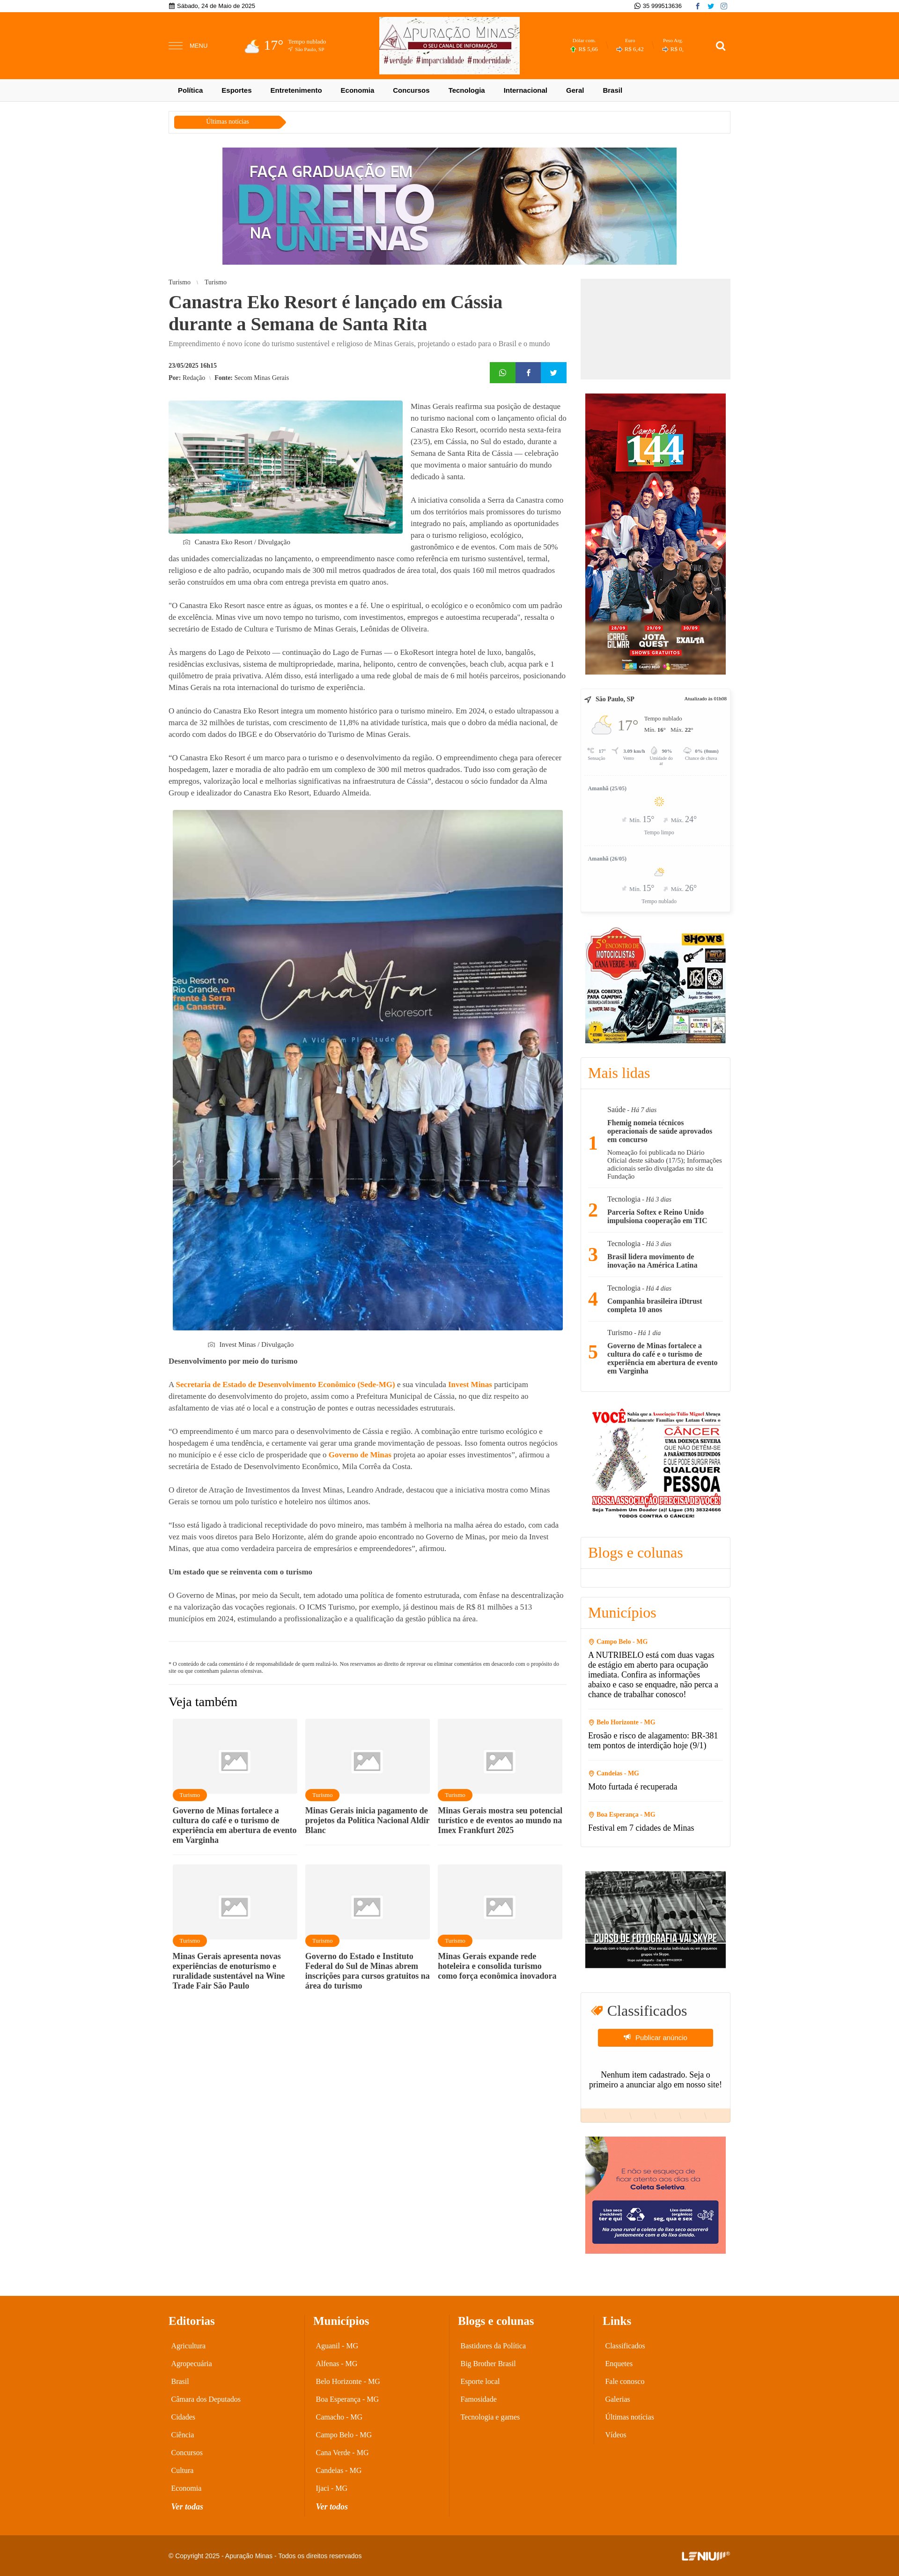 Sábado, 24 de Maio de 2025
35 999513636
MENU
17°
Tempo nublado
São Paulo, SP
APURAÇÃO MINAS
O SEU CANAL DE INFORMAÇÃO
#verdade #imparcialidade #modernidade
Dólar com.
R$ 5,66
Euro
R$ 6,42
Peso Arg.
R$ 0,
Política
Esportes
Entretenimento
Economia
Concursos
Tecnologia
Internacional
Geral
Brasil
Últimas notícias
FAÇA GRADUAÇÃO EM
DIREITO
NA UNIFENAS
Turismo \ Turismo
Canastra Eko Resort é lançado em Cássia
durante a Semana de Santa Rita
Empreendimento é novo ícone do turismo sustentável e religioso de Minas Gerais, projetando o estado para o Brasil e o mundo
23/05/2025 16h15
Por: Redação
Fonte: Secom Minas Gerais
Minas Gerais reafirma sua posição de destaque
no turismo nacional com o lançamento oficial do
Canastra Eko Resort, ocorrido nesta sexta-feira
(23/5), em Cássia, no Sul do estado, durante a
Semana de Santa Rita de Cássia — celebração
que movimenta o maior santuário do mundo
dedicado à santa.
Canastra Eko Resort / Divulgação
A iniciativa consolida a Serra da Canastra como
um dos territórios mais promissores do turismo
integrado no país, ampliando as oportunidades
para o turismo religioso, ecológico,
gastronômico e de eventos. Com mais de 50%
das unidades comercializadas no lançamento, o empreendimento nasce como referência em turismo sustentável, termal,
religioso e de alto padrão, ocupando mais de 300 mil metros quadrados de área total, dos quais 160 mil metros quadrados
serão construídos em uma obra com entrega prevista em quatro anos.
"O Canastra Eko Resort nasce entre as águas, os montes e a fé. Une o espiritual, o ecológico e o econômico com um padrão
de excelência. Minas vive um novo tempo no turismo, com investimentos, empregos e autoestima recuperada", ressalta o
secretário de Estado de Cultura e Turismo de Minas Gerais, Leônidas de Oliveira.
Às margens do Lago de Peixoto — continuação do Lago de Furnas — o EkoResort integra hotel de luxo, bangalôs,
residências exclusivas, sistema de multipropriedade, marina, heliponto, centro de convenções, beach club, acqua park e 1
quilômetro de praia privativa. Além disso, está interligado a uma rede global de mais de 6 mil hotéis parceiros, posicionando
Minas Gerais na rota internacional do turismo de experiência.
O anúncio do Canastra Eko Resort integra um momento histórico para o turismo mineiro. Em 2024, o estado ultrapassou a
marca de 32 milhões de turistas, com crescimento de 11,8% na atividade turística, mais que o dobro da média nacional, de
acordo com dados do IBGE e do Observatório do Turismo de Minas Gerais.
“O Canastra Eko Resort é um marco para o turismo e o desenvolvimento da região. O empreendimento chega para oferecer
hospedagem, lazer e moradia de alto padrão em um complexo de 300 mil metros quadrados. Tudo isso com geração de
empregos, valorização local e melhorias significativas na infraestrutura de Cássia”, destacou o sócio fundador da Alma
Group e idealizador do Canastra Eko Resort, Eduardo Almeida.
Seu Resort no
Rio Grande, em
frente à Serra
da Canastra.
Canastra
ekoresort
Invest Minas / Divulgação
Desenvolvimento por meio do turismo
A Secretaria de Estado de Desenvolvimento Econômico (Sede-MG) e sua vinculada Invest Minas participam
diretamente do desenvolvimento do projeto, assim como a Prefeitura Municipal de Cássia, no que diz respeito ao
asfaltamento de vias até o local e a construção de pontes e outras necessidades estruturais.
“O empreendimento é um marco para o desenvolvimento de Cássia e região. A combinação entre turismo ecológico e
hospedagem é uma tendência, e certamente vai gerar uma grande movimentação de pessoas. Isso fomenta outros negócios
no município e é esse ciclo de prosperidade que o Governo de Minas projeta ao apoiar esses investimentos”, afirmou a
secretária de Estado de Desenvolvimento Econômico, Mila Corrêa da Costa.
O diretor de Atração de Investimentos da Invest Minas, Leandro Andrade, destacou que a iniciativa mostra como Minas
Gerais se tornou um polo turístico e hoteleiro nos últimos anos.
“Isso está ligado à tradicional receptividade do povo mineiro, mas também à melhoria na malha aérea do estado, com cada
vez mais voos diretos para Belo Horizonte, além do grande apoio encontrado no Governo de Minas, por meio da Invest
Minas, que atua como verdadeira parceira de empresários e empreendedores”, afirmou.
Um estado que se reinventa com o turismo
O Governo de Minas, por meio da Secult, tem adotado uma política de fomento estruturada, com ênfase na descentralização
e na valorização das vocações regionais. O ICMS Turismo, por exemplo, já destinou mais de R$ 81 milhões a 513
municípios em 2024, estimulando a profissionalização e a qualificação da gestão pública na área.
* O conteúdo de cada comentário é de responsabilidade de quem realizá-lo. Nos reservamos ao direito de reprovar ou eliminar comentários em desacordo com o propósito do
site ou que contenham palavras ofensivas.
Veja também
Turismo
Governo de Minas fortalece a
cultura do café e o turismo de
experiência em abertura de evento
em Varginha
Turismo
Minas Gerais inicia pagamento de
projetos da Política Nacional Aldir
Blanc
Turismo
Minas Gerais mostra seu potencial
turístico e de eventos ao mundo na
Imex Frankfurt 2025
Turismo
Minas Gerais apresenta novas
experiências de enoturismo e
ruralidade sustentável na Wine
Trade Fair São Paulo
Turismo
Governo do Estado e Instituto
Federal do Sul de Minas abrem
inscrições para cursos gratuitos na
área do turismo
Turismo
Minas Gerais expande rede
hoteleira e consolida turismo
como força econômica inovadora
Campo Belo
144
ANOS
28/09
29/09
30/09
ICARO E GILMAR
JOTA QUEST
EXALTA
SHOWS GRATUITOS
São Paulo, SP
Atualizado às 01h08
17°
Tempo nublado
Mín. 16° Máx. 22°
17°
Sensação
3.09 km/h
Vento
90%
Umidade do
ar
0% (0mm)
Chance de chuva
Amanhã (25/05)
Mín. 15° Máx. 24°
Tempo limpo
Amanhã (26/05)
Mín. 15° Máx. 26°
Tempo nublado
5º ENCONTRO DE
MOTOCICLISTAS
CANA VERDE - MG
SHOWS
ÁREA COBERTA
PARA CAMPING
Mais lidas
1
Saúde - Há 7 dias
Fhemig nomeia técnicos
operacionais de saúde aprovados
em concurso
Nomeação foi publicada no Diário
Oficial deste sábado (17/5); Informações
adicionais serão divulgadas no site da
Fundação
2
Tecnologia - Há 3 dias
Parceria Softex e Reino Unido
impulsiona cooperação em TIC
3
Tecnologia - Há 3 dias
Brasil lidera movimento de
inovação na América Latina
4
Tecnologia - Há 4 dias
Companhia brasileira iDtrust
completa 10 anos
5
Turismo - Há 1 dia
Governo de Minas fortalece a
cultura do café e o turismo de
experiência em abertura de evento
em Varginha
VOCÊ Sabia que a Associação Túlio Miguel Abraça
Diariamente Famílias que Lutam Contra o
CÂNCER
UMA DOENÇA SEVERA
QUE NÃO DETÊM-SE
A PARÂMETROS DEFINIDOS
E QUE PODE SURGIR PARA
QUALQUER
PESSOA
NOSSA ASSOCIAÇÃO PRECISA DE VOCÊ
Seja Também Um Doador (a)! Ligue (35) 38324666
TODOS CONTRA O CÂNCER!
Blogs e colunas
Municípios
Campo Belo - MG
A NUTRIBELO está com duas vagas
de estágio em aberto para ocupação
imediata. Confira as informações
abaixo e caso se enquadre, não perca a
chance de trabalhar conosco!
Belo Horizonte - MG
Erosão e risco de alagamento: BR-381
tem pontos de interdição hoje (9/1)
Candeias - MG
Moto furtada é recuperada
Boa Esperança - MG
Festival em 7 cidades de Minas
CURSO DE FOTOGRAFIA VAI SKYPE
Classificados
Publicar anúncio
Nenhum item cadastrado. Seja o
primeiro a anunciar algo em nosso site!
E não se esqueça de
ficar atento aos dias da
Coleta Seletiva.
Lixo seco
(reciclável)
ter e qui
Lixo úmido
(orgânico)
seg, qua e sex
Na zona rural a coleta do lixo seco ocorrerá
juntamente com a do lixo úmido.
Editorias
Agricultura
Agropecuária
Brasil
Câmara dos Deputados
Cidades
Ciência
Concursos
Cultura
Economia
Ver todas
Municípios
Aguanil - MG
Alfenas - MG
Belo Horizonte - MG
Boa Esperança - MG
Camacho - MG
Campo Belo - MG
Cana Verde - MG
Candeias - MG
Ijaci - MG
Ver todos
Blogs e colunas
Bastidores da Política
Big Brother Brasil
Esporte local
Famosidade
Tecnologia e games
Links
Classificados
Enquetes
Fale conosco
Galerias
Últimas notícias
Vídeos
© Copyright 2025 - Apuração Minas - Todos os direitos reservados
LENIUM®